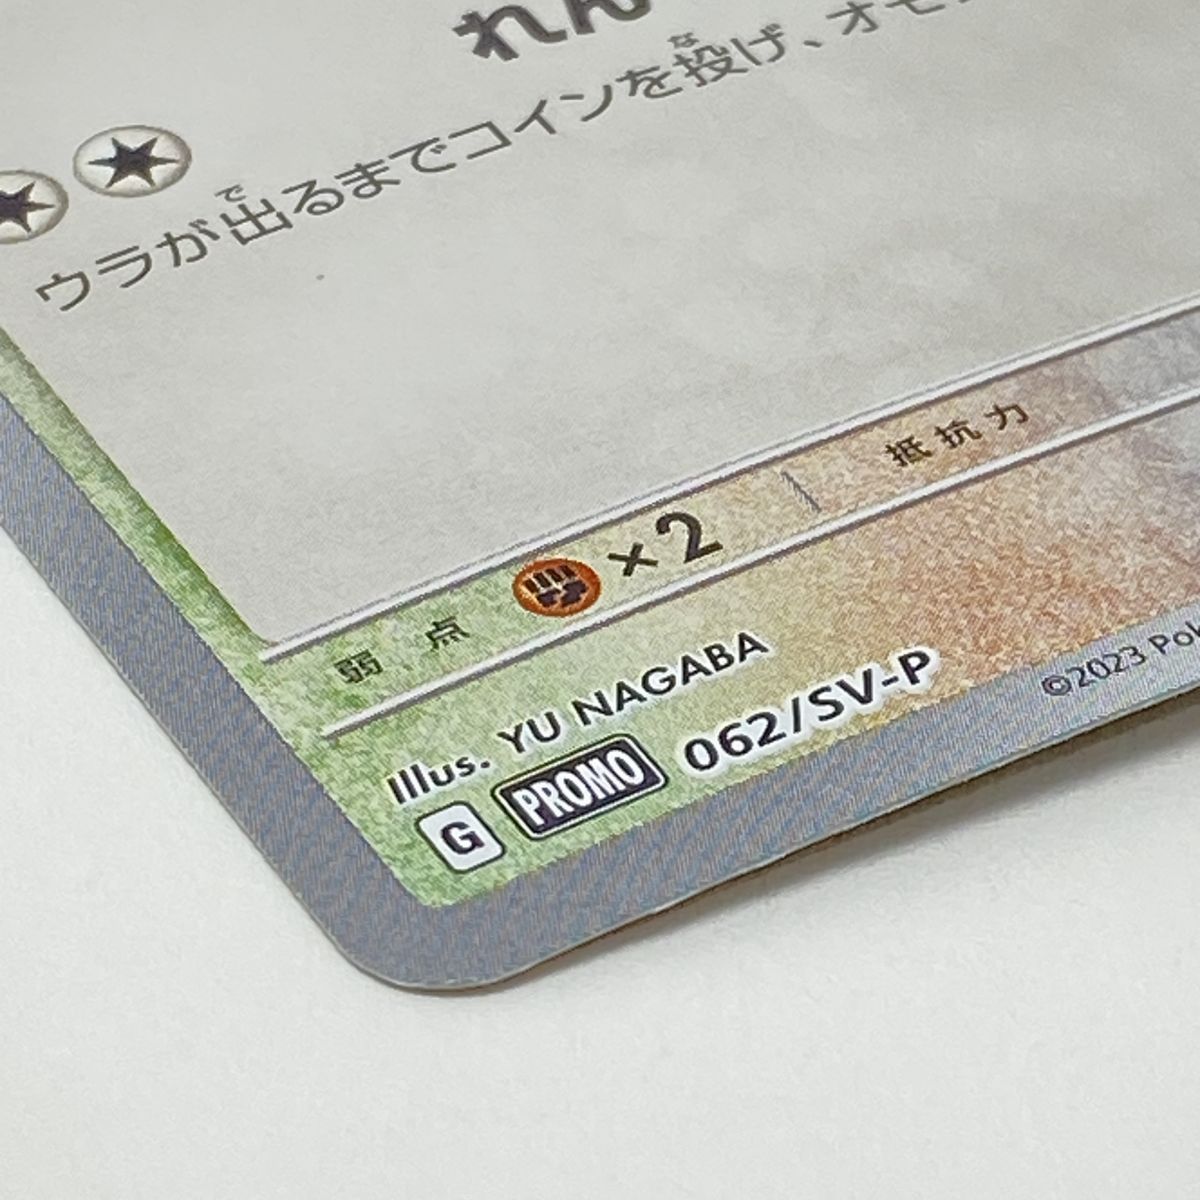 れん
ウラが出るまでコインを投げ、オモ
弱点 ×2 抵抗力
Illus. YU NAGABA
G PROMO 062/SV-P ©2023 Pok